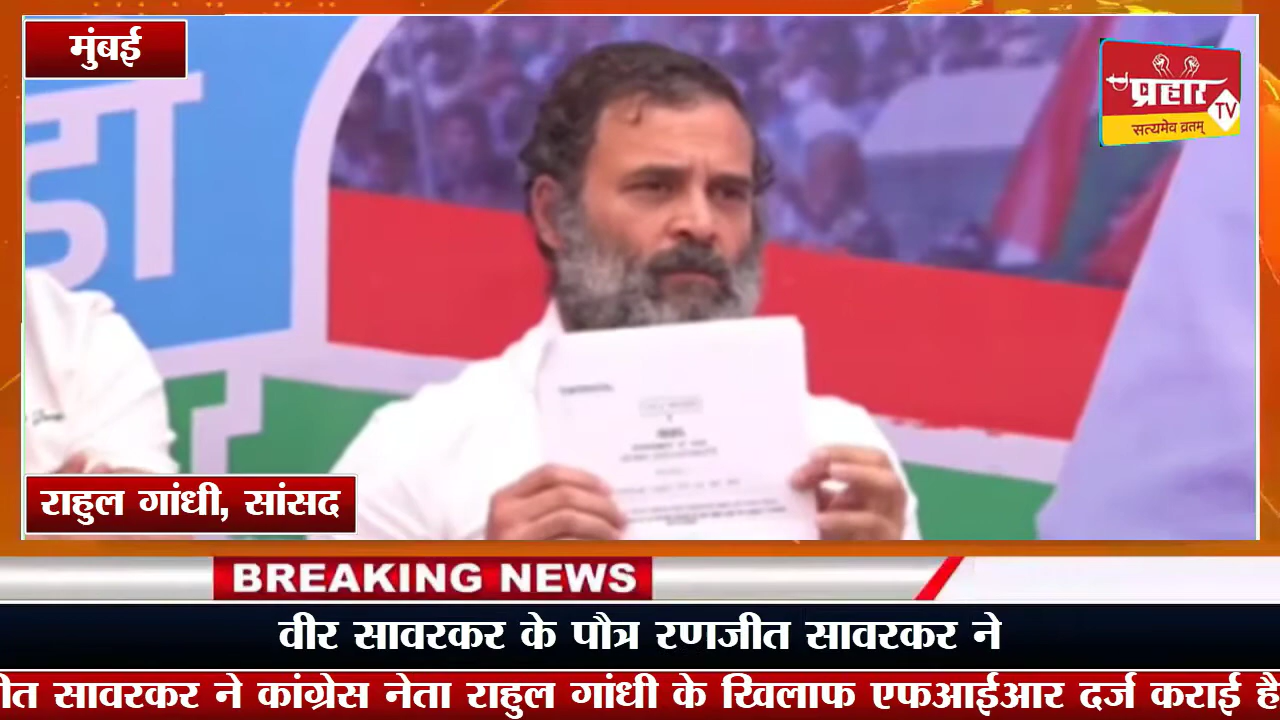 मुंबई
प्रहार
TV
सत्यमेव व्रतम्
डा
राहुल गांधी, सांसद
BREAKING NEWS
वीर सावरकर के पौत्र रणजीत सावरकर ने
ीत सावरकर ने कांग्रेस नेता राहुल गांधी के खिलाफ एफआईआर दर्ज कराई है